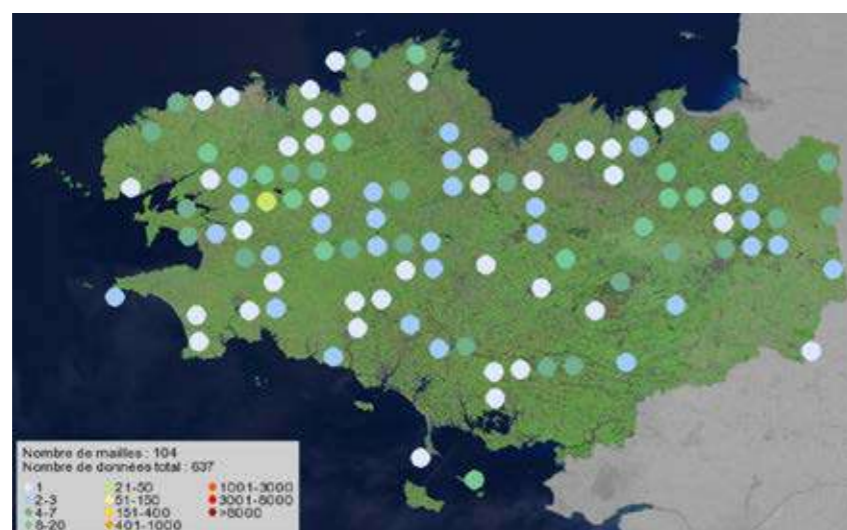 Nombre de mailles : 104
Nombre de données total : 637
1 21-50 1001-3000
2-3 51-150 3001-8000
4-7 151-400 >8000
8-20 401-1000